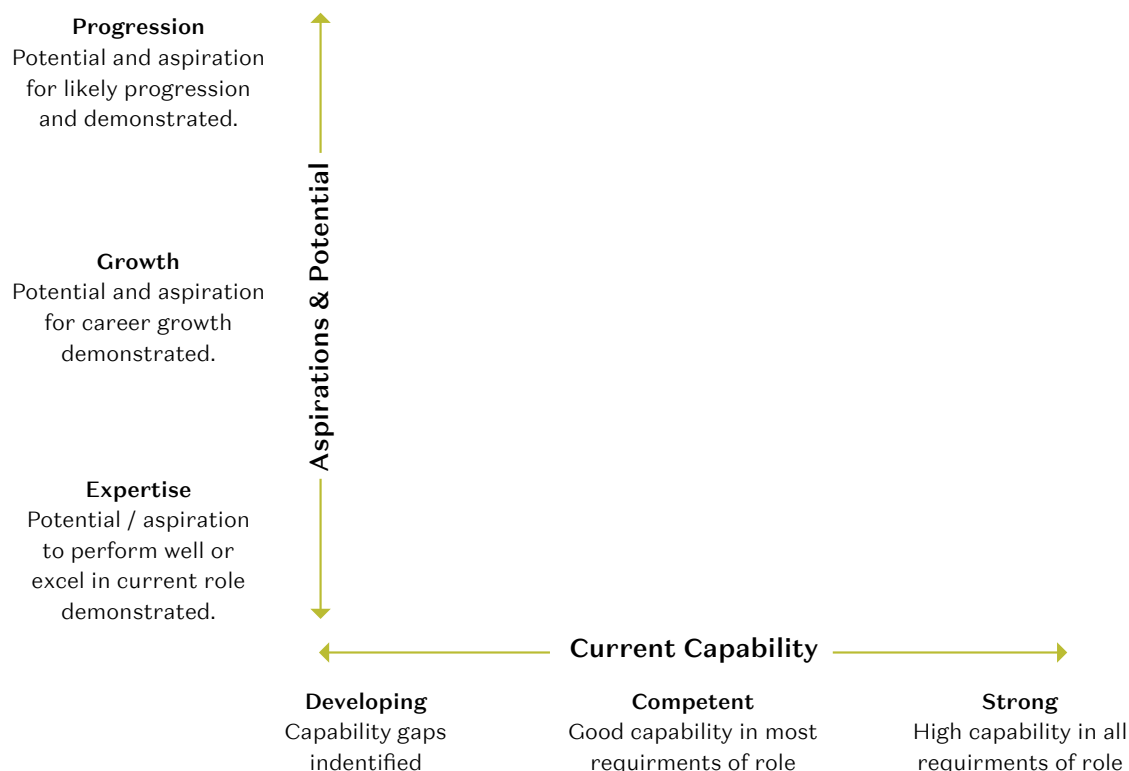 Progression
Potential and aspiration
for likely progression
and demonstrated.
Aspirations & Potential
Growth
Potential and aspiration
for career growth
demonstrated.
Expertise
Potential / aspiration
to perform well or
excel in current role
demonstrated.
Current Capability
Developing
Capability gaps
indentified
Competent
Good capability in most
requirments of role
Strong
High capability in all
requirments of role